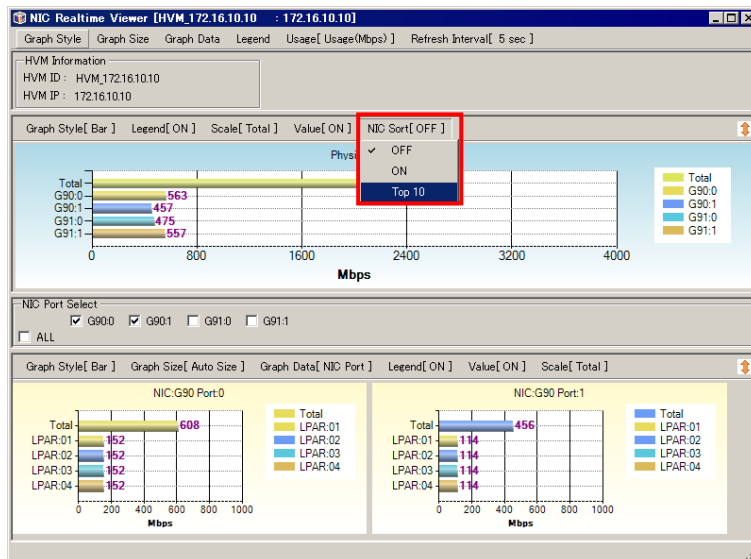 NIC Realtime Viewer [HVM_172.16.10.10 : 172.16.10.10]
Graph Style Graph Size Graph Data Legend Usage[ Usage(Mbps) ] Refresh Interval[ 5 sec ]
HVM Information
HVM ID : HVM_172.16.10.10
HVM IP : 172.16.10.10
Graph Style[ Bar ] Legend[ ON ] Scale[ Total ] Value[ ON ] NIC Sort[ OFF ]
OFF
ON
Top 10
Physi
Total
G90:0 563
G90:1 457
G91:0 475
G91:1 557
0 800 1600 2400 3200 4000
Mbps
Total
G90:0
G90:1
G91:0
G91:1
NIC Port Select
G90:0 G90:1 G91:0 G91:1
ALL
Graph Style[ Bar ] Graph Size[ Auto Size ] Graph Data[ NIC Port ] Legend[ ON ] Value[ ON ] Scale[ Total ]
NIC:G90 Port:0
Total 608
LPAR:01 152
LPAR:02 152
LPAR:03 152
LPAR:04 152
0 200 400 600 800 1000
Mbps
Total
LPAR:01
LPAR:02
LPAR:03
LPAR:04
NIC:G90 Port:1
Total 456
LPAR:01 114
LPAR:02 114
LPAR:03 114
LPAR:04 114
0 200 400 600 800 1000
Mbps
Total
LPAR:01
LPAR:02
LPAR:03
LPAR:04